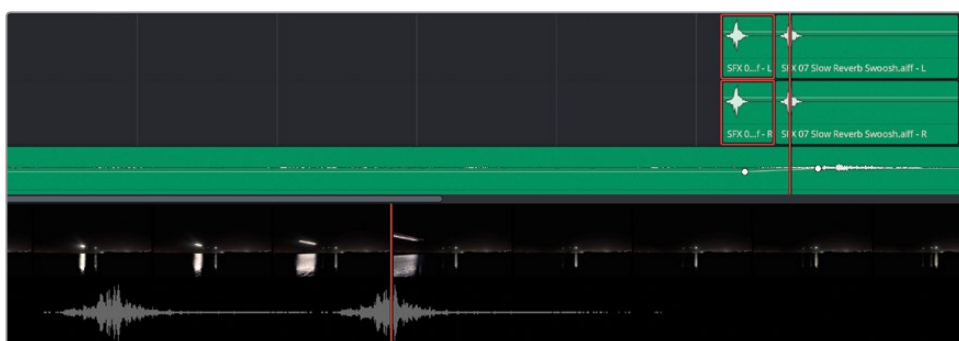 SFX 0...f - L
SFX 07 Slow Reverb Swoosh.aiff - L
SFX 0...f - R
SFX 07 Slow Reverb Swoosh.aiff - R